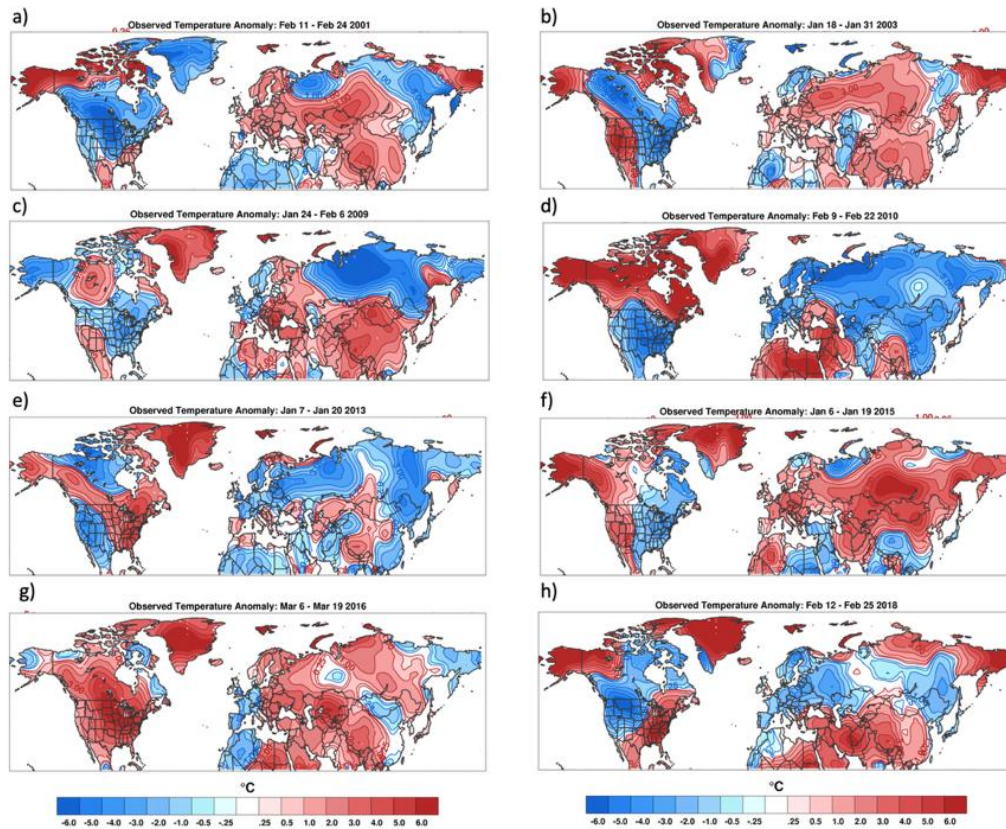 a)
Observed Temperature Anomaly: Feb 11 - Feb 24 2001
b)
Observed Temperature Anomaly: Jan 18 - Jan 31 2003
c)
Observed Temperature Anomaly: Jan 24 - Feb 6 2009
d)
Observed Temperature Anomaly: Feb 9 - Feb 22 2010
e)
Observed Temperature Anomaly: Jan 7 - Jan 20 2013
f)
Observed Temperature Anomaly: Jan 6 - Jan 19 2015
g)
Observed Temperature Anomaly: Mar 6 - Mar 19 2016
h)
Observed Temperature Anomaly: Feb 12 - Feb 25 2018
°C
-6.0 -5.0 -4.0 -3.0 -2.0 -1.0 -0.5 -.25 .25 0.5 1.0 2.0 3.0 4.0 5.0 6.0
°C
-6.0 -5.0 -4.0 -3.0 -2.0 -1.0 -0.5 -.25 .25 0.5 1.0 2.0 3.0 4.0 5.0 6.0